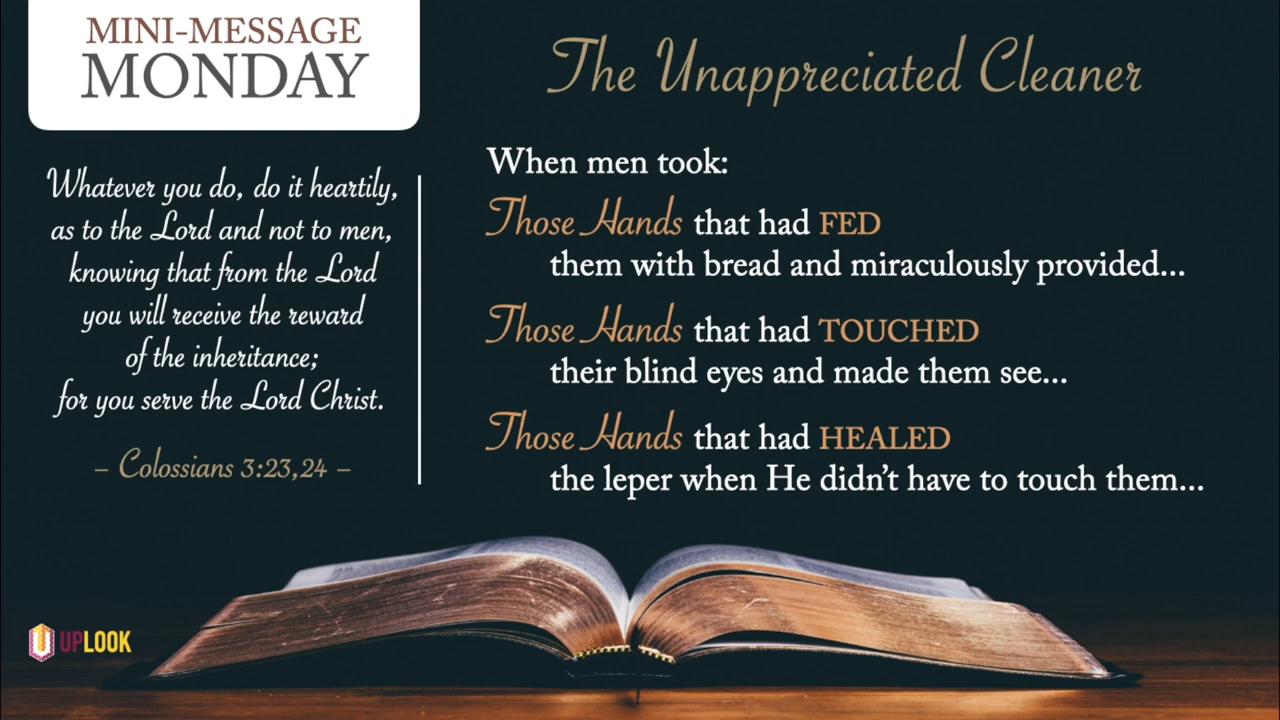 MINI-MESSAGE
MONDAY
Whatever you do, do it heartily,
as to the Lord and not to men,
knowing that from the Lord
you will receive the reward
of the inheritance;
for you serve the Lord Christ.
– Colossians 3:23,24 –
The Unappreciated Cleaner
When men took:
Those Hands that had FED
them with bread and miraculously provided...
Those Hands that had TOUCHED
their blind eyes and made them see...
Those Hands that had HEALED
the leper when He didn’t have to touch them...
UPLOOK